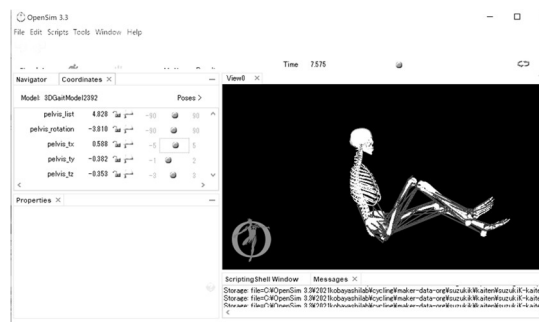 OpenSim 3.3
File Edit Scripts Tools Window Help
Time 7.575
Navigator Coordinates × View0 ×
Model: 3DGaitModel2392 Poses >
pelvis_list 4.828 -90 90
pelvis_rotation -3.810 -90 90
pelvis_tx 0.588 -5 5
pelvis_ty -0.382 -1 2
pelvis_tz -0.353 -3 3
Properties ×
ScriptingShell Window Messages ×
Storage: file=C:¥OpenSim 3.3¥2021kobayashilab¥cycling¥maker-data-org¥suzukik¥kaiten¥suzukiK-kaite
Storage: file=C:¥OpenSim 3.3¥2021kobayashilab¥cycling¥maker-data-org¥suzukik¥kaiten¥suzukiK-kaite